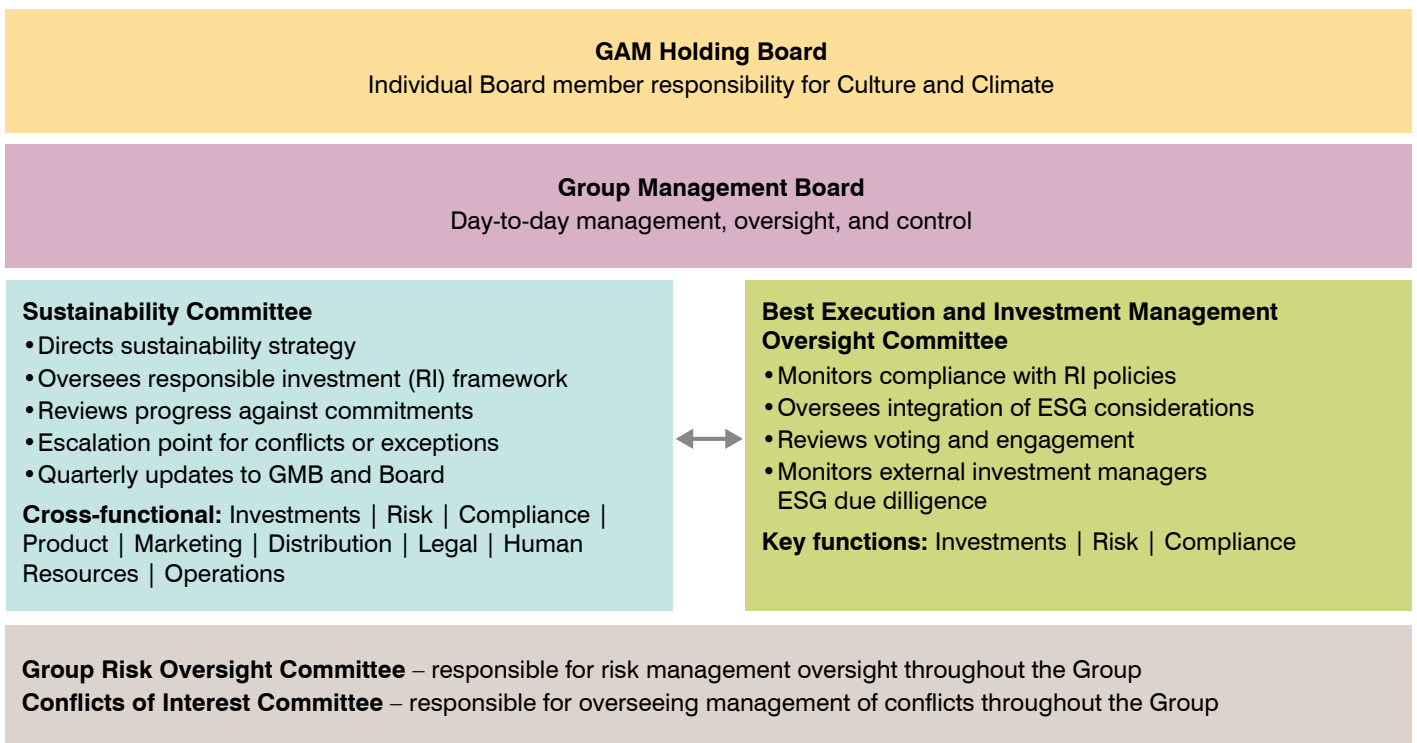 GAM Holding Board
Individual Board member responsibility for Culture and Climate
Group Management Board
Day-to-day management, oversight, and control
Sustainability Committee
• Directs sustainability strategy
• Oversees responsible investment (RI) framework
• Reviews progress against commitments
• Escalation point for conflicts or exceptions
• Quarterly updates to GMB and Board
Cross-functional: Investments | Risk | Compliance |
Product | Marketing | Distribution | Legal | Human
Resources | Operations
Best Execution and Investment Management
Oversight Committee
• Monitors compliance with RI policies
• Oversees integration of ESG considerations
• Reviews voting and engagement
• Monitors external investment managers
ESG due dilligence
Key functions: Investments | Risk | Compliance
Group Risk Oversight Committee – responsible for risk management oversight throughout the Group
Conflicts of Interest Committee – responsible for overseeing management of conflicts throughout the Group